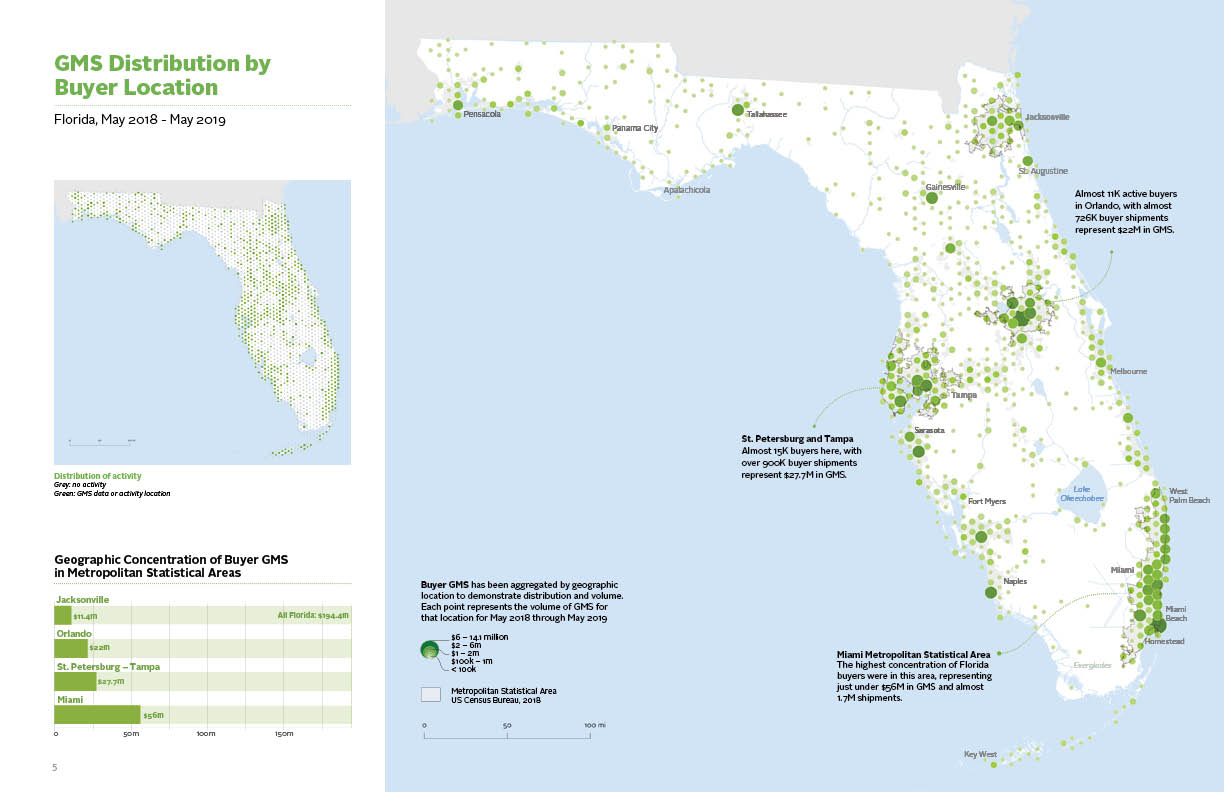 GMS Distribution by
Buyer Location
Florida, May 2018 - May 2019
Distribution of activity
Grey: no activity
Green: GMS data or activity location
Geographic Concentration of Buyer GMS
in Metropolitan Statistical Areas
Jacksonville
$11.4m
All Florida: $194.4m
Orlando
$22m
St. Petersburg – Tampa
$27.7m
Miami
$56m
0 50m 100m 150m
5
Pensacola
Panama City
Tallahassee
Apalachicola
Jacksonville
St. Augustine
Gainesville
Almost 11K active buyers
in Orlando, with almost
726K buyer shipments
represent $22M in GMS.
Melbourne
Tampa
Sarasota
St. Petersburg and Tampa
Almost 15K buyers here, with
over 900K buyer shipments
represent $27.7M in GMS.
Fort Myers
Lake
Okeechobee
West
Palm Beach
Naples
Miami
Miami
Beach
Homestead
Everglades
Key West
Miami Metropolitan Statistical Area
The highest concentration of Florida
buyers were in this area, representing
just under $56M in GMS and almost
1.7M shipments.
Buyer GMS has been aggregated by geographic
location to demonstrate distribution and volume.
Each point represents the volume of GMS for
that location for May 2018 through May 2019
$6 – 14.1 million
$2 – 6m
$1 – 2m
$100k – 1m
< 100k
Metropolitan Statistical Area
US Census Bureau, 2018
0 50 100 mi